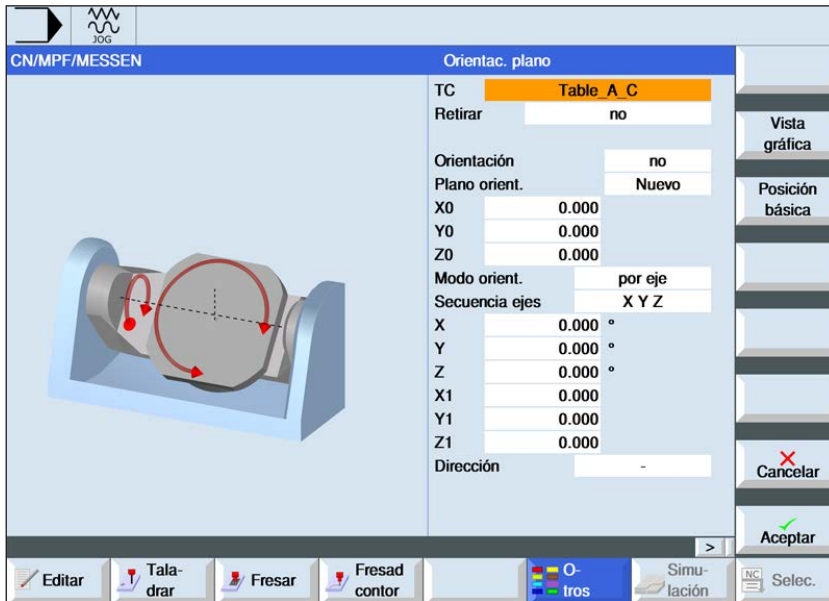 JOG
CN/MPF/MESSEN
Orientac. plano
TC Table_A_C
Retirar no
Orientación no
Plano orient. Nuevo
X0 0.000
Y0 0.000
Z0 0.000
Modo orient. por eje
Secuencia ejes X Y Z
X 0.000 °
Y 0.000 °
Z 0.000 °
X1 0.000
Y1 0.000
Z1 0.000
Dirección -
>
Vista
gráfica
Posición
básica
Cancelar
Aceptar
Editar
Tala-
drar
Fresar
Fresad
contor
O-
tros
Simu-
lación
NC
Selec.